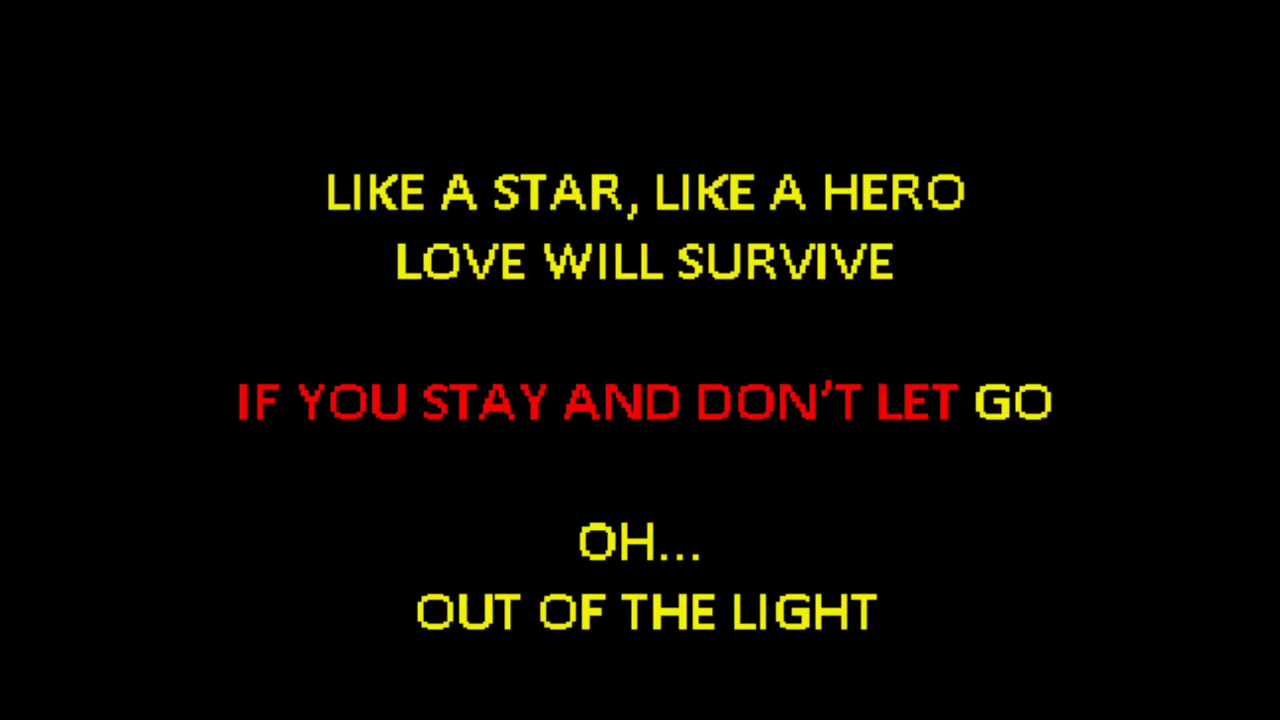 LIKE A STAR, LIKE A HERO
LOVE WILL SURVIVE
IF YOU STAY AND DON’T LET GO
OH...
OUT OF THE LIGHT